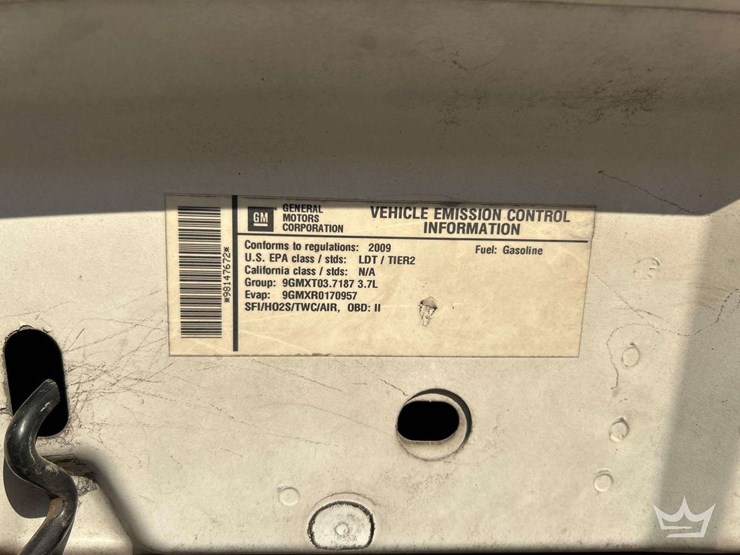 GM
GENERAL
MOTORS
CORPORATION
VEHICLE EMISSION CONTROL
INFORMATION
Conforms to regulations: 2009
Fuel: Gasoline
U.S. EPA class / stds: LDT / TIER2
California class / stds: N/A
Group: 9GMXT03.7187 3.7L
Evap: 9GMXR0170957
SFI/HO2S/TWC/AIR, OBD: II
*98147672*